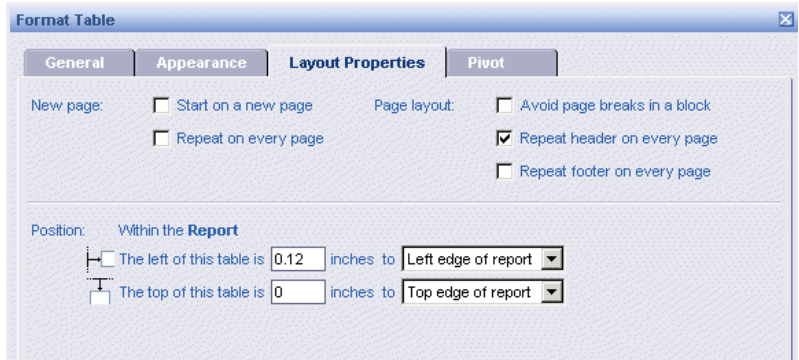 Format Table
General Appearance Layout Properties Pivot
New page: Start on a new page Page layout: Avoid page breaks in a block
Repeat on every page Repeat header on every page
Repeat footer on every page
Position: Within the Report
The left of this table is 0.12 inches to Left edge of report
The top of this table is 0 inches to Top edge of report